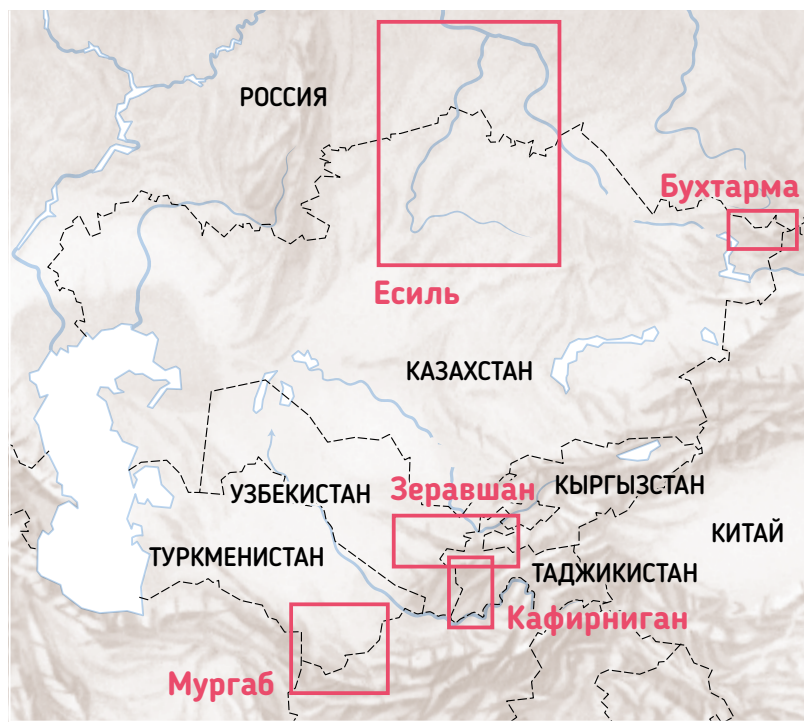 РОССИЯ
Бухтарма
Есиль
КАЗАХСТАН
УЗБЕКИСТАН
Зеравшан
КЫРГЫЗСТАН
КИТАЙ
ТУРКМЕНИСТАН
ТАДЖИКИСТАН
Кафирниган
Мургаб